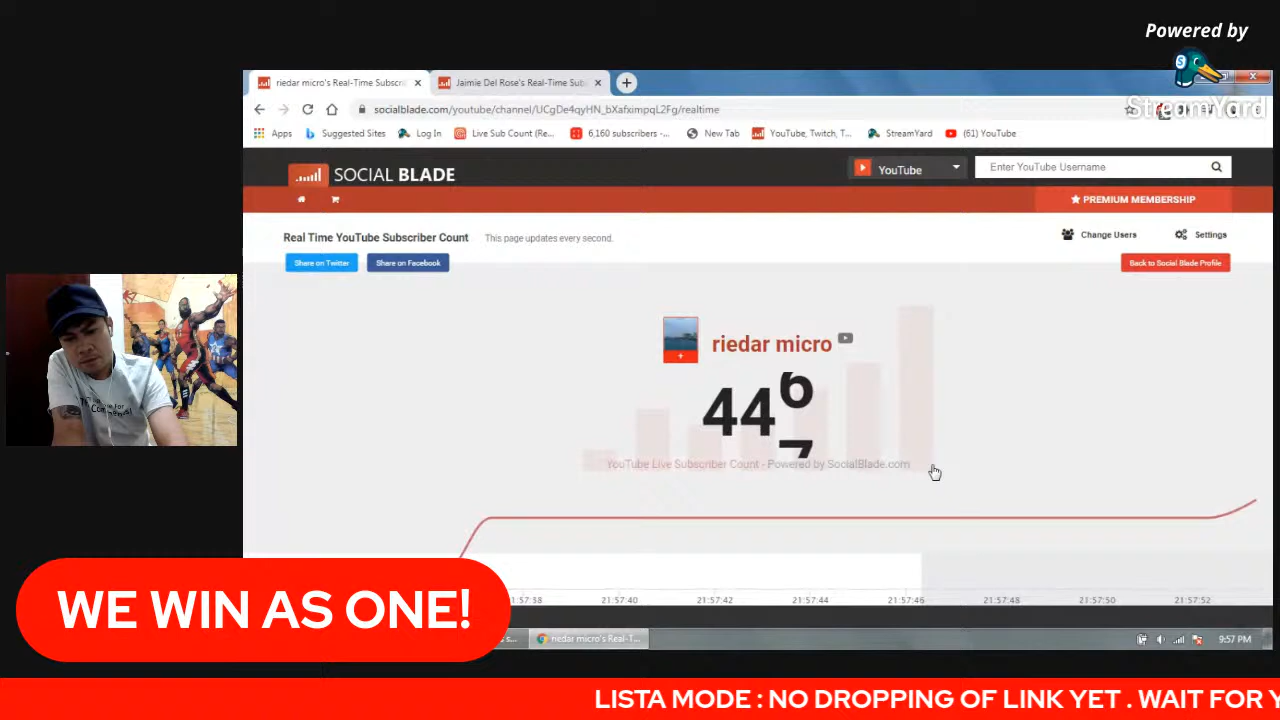 Powered by
StreamYard
riedar micro's Real-Time Subscri
Jaimie Del Rose's Real-Time Sub
socialblade.com/youtube/channel/UCgDe4qyHN_bXafximpqL2Fg/realtime
Apps Suggested Sites Log In Live Sub Count (Re... 6,160 subscribers -... New Tab YouTube, Twitch, T... StreamYard (61) YouTube
SOCIAL BLADE
YouTube
Enter YouTube Username
PREMIUM MEMBERSHIP
Real Time YouTube Subscriber Count This page updates every second.
Change Users Settings
Share on Twitter Share on Facebook
Back to Social Blade Profile
riedar micro
446
7
YouTube Live Subscriber Count - Powered by SocialBlade.com
21:57:38 21:57:40 21:57:42 21:57:44 21:57:46 21:57:48 21:57:50 21:57:52
WE WIN AS ONE!
riedar micro's Real-T...
9:57 PM
LISTA MODE : NO DROPPING OF LINK YET . WAIT FOR Y